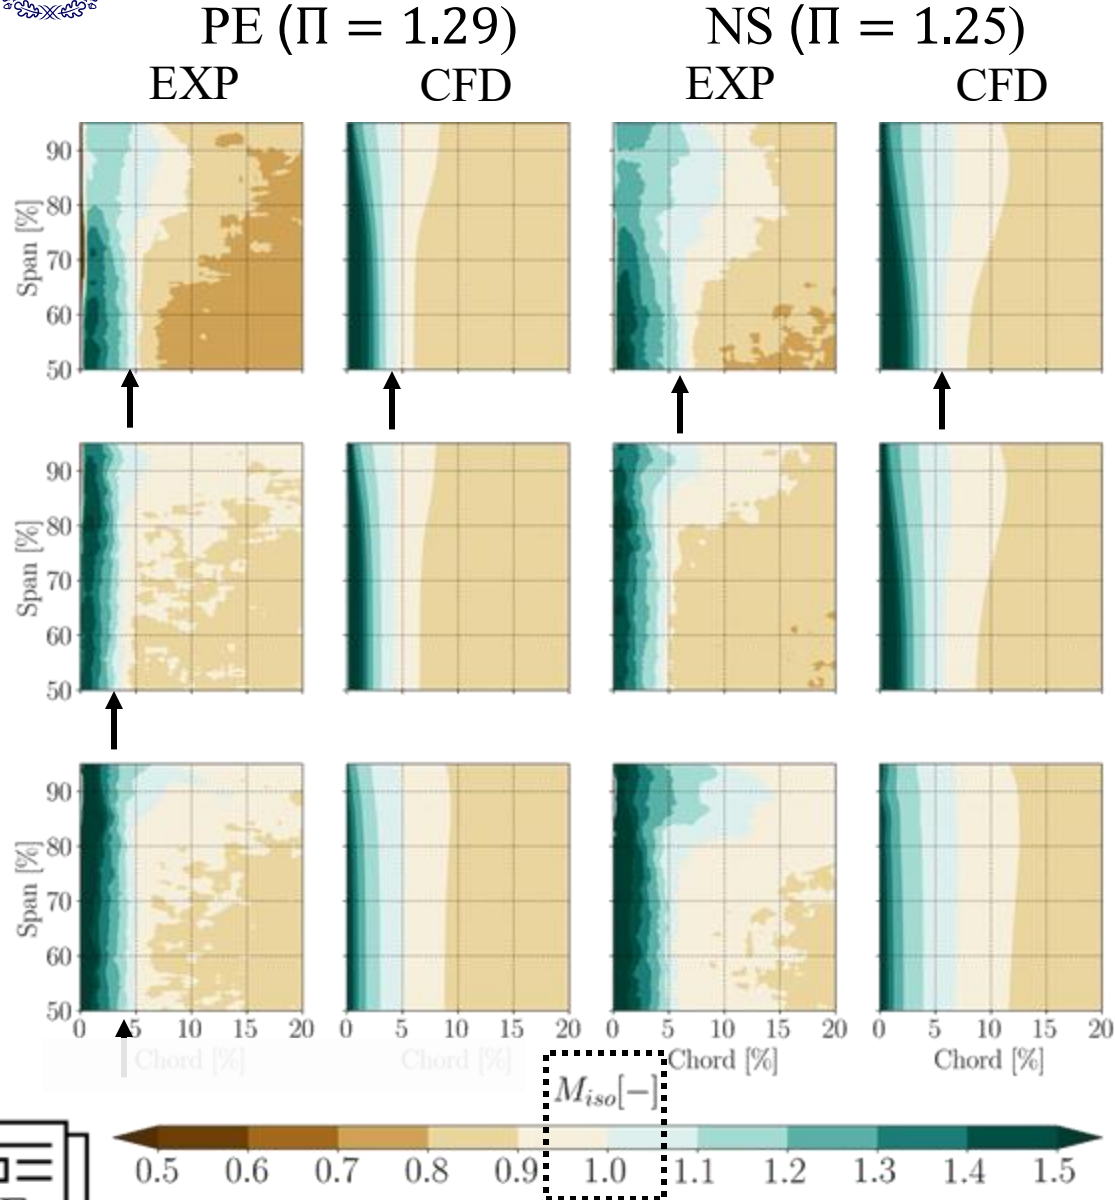 PE (Π = 1.29) NS (Π = 1.25)
EXP CFD EXP CFD
90
80
70
60
50
Span [%]
90
80
70
60
50
Span [%]
90
80
70
60
50
Span [%]
0 5 10 15 20 0 5 10 15 20 0 5 10 15 20 0 5 10 15 20
Chord [%] Chord [%] Chord [%] Chord [%]
M_iso[−]
0.5 0.6 0.7 0.8 0.9 1.0 1.1 1.2 1.3 1.4 1.5